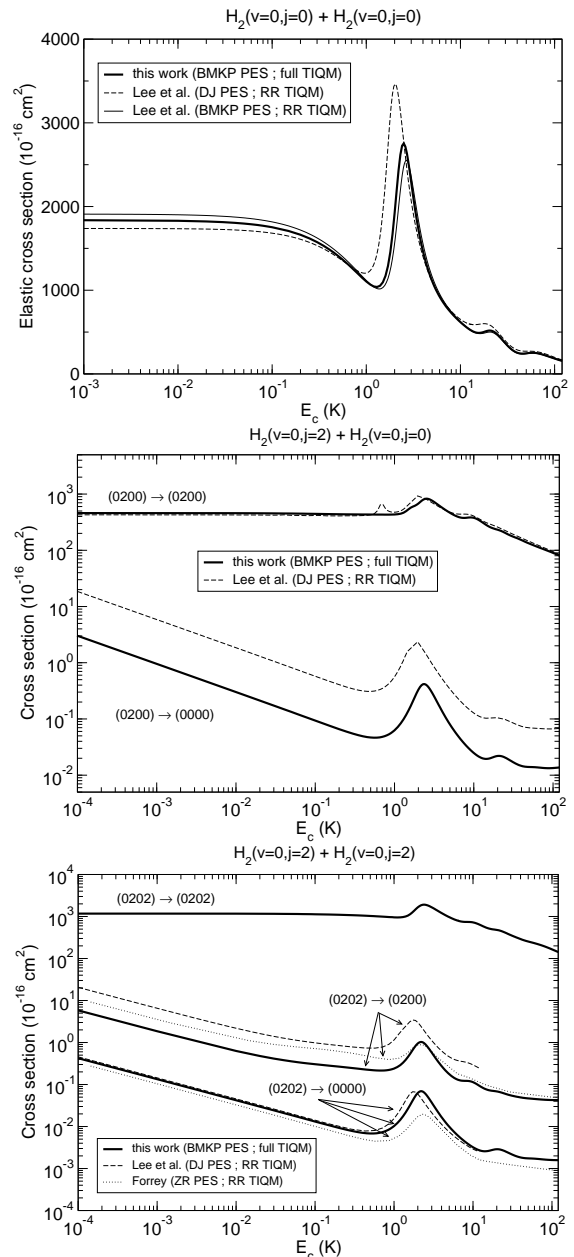 H2(v=0,j=0) + H2(v=0,j=0)
4000
3000
2000
1000
0
Elastic cross section (10^-16 cm^2)
this work (BMKP PES ; full TIQM)
Lee et al. (DJ PES ; RR TIQM)
Lee et al. (BMKP PES ; RR TIQM)
10^-3
10^-2
10^-1
10^0
10^1
10^2
E_c (K)
H2(v=0,j=2) + H2(v=0,j=0)
10^3
10^2
10^1
10^0
10^-1
10^-2
Cross section (10^-16 cm^2)
(0200) → (0200)
this work (BMKP PES ; full TIQM)
Lee et al. (DJ PES ; RR TIQM)
(0200) → (0000)
10^-4
10^-3
10^-2
10^-1
10^0
10^1
10^2
E_c (K)
H2(v=0,j=2) + H2(v=0,j=2)
10^4
10^3
10^2
10^1
10^0
10^-1
10^-2
10^-3
10^-4
Cross section (10^-16 cm^2)
(0202) → (0202)
(0202) → (0200)
(0202) → (0000)
this work (BMKP PES ; full TIQM)
Lee et al. (DJ PES ; RR TIQM)
Forrey (ZR PES ; RR TIQM)
10^-4
10^-3
10^-2
10^-1
10^0
10^1
10^2
E_c (K)